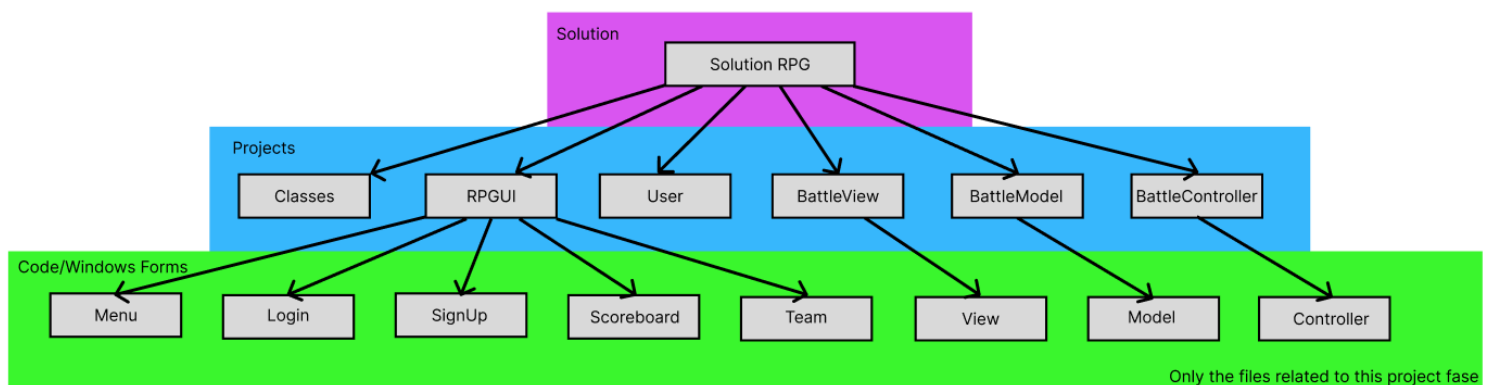 Solution
Solution RPG
Projects
Classes
RPGUI
User
BattleView
BattleModel
BattleController
Code/Windows Forms
Menu
Login
SignUp
Scoreboard
Team
View
Model
Controller
Only the files related to this project fase